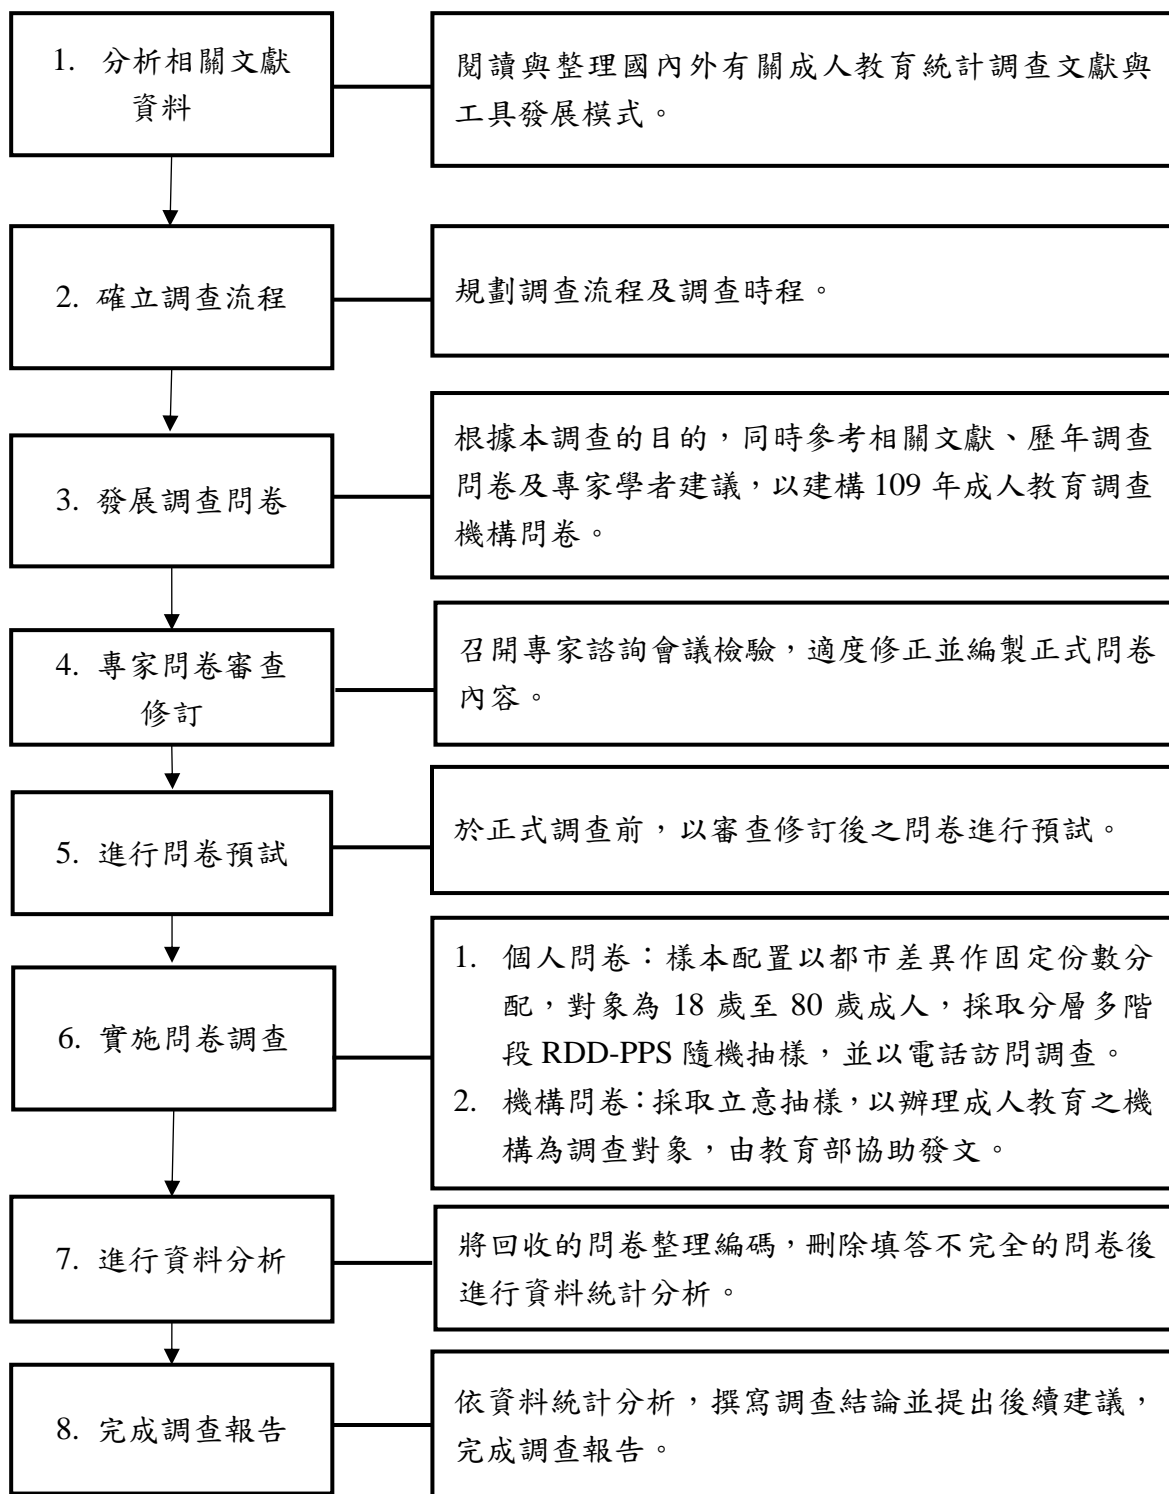 1. 分析相關文獻
資料
閱讀與整理國內外有關成人教育統計調查文獻與
工具發展模式。
2. 確立調查流程
規劃調查流程及調查時程。
3. 發展調查問卷
根據本調查的目的，同時參考相關文獻、歷年調查
問卷及專家學者建議，以建構 109 年成人教育調查
機構問卷。
4. 專家問卷審查
修訂
召開專家諮詢會議檢驗，適度修正並編製正式問卷
內容。
5. 進行問卷預試
於正式調查前，以審查修訂後之問卷進行預試。
6. 實施問卷調查
1. 個人問卷：樣本配置以都市差異作固定份數分
配，對象為 18 歲至 80 歲成人，採取分層多階
段 RDD-PPS 隨機抽樣，並以電話訪問調查。
2. 機構問卷：採取立意抽樣，以辦理成人教育之機
構為調查對象，由教育部協助發文。
7. 進行資料分析
將回收的問卷整理編碼，刪除填答不完全的問卷後
進行資料統計分析。
8. 完成調查報告
依資料統計分析，撰寫調查結論並提出後續建議，
完成調查報告。